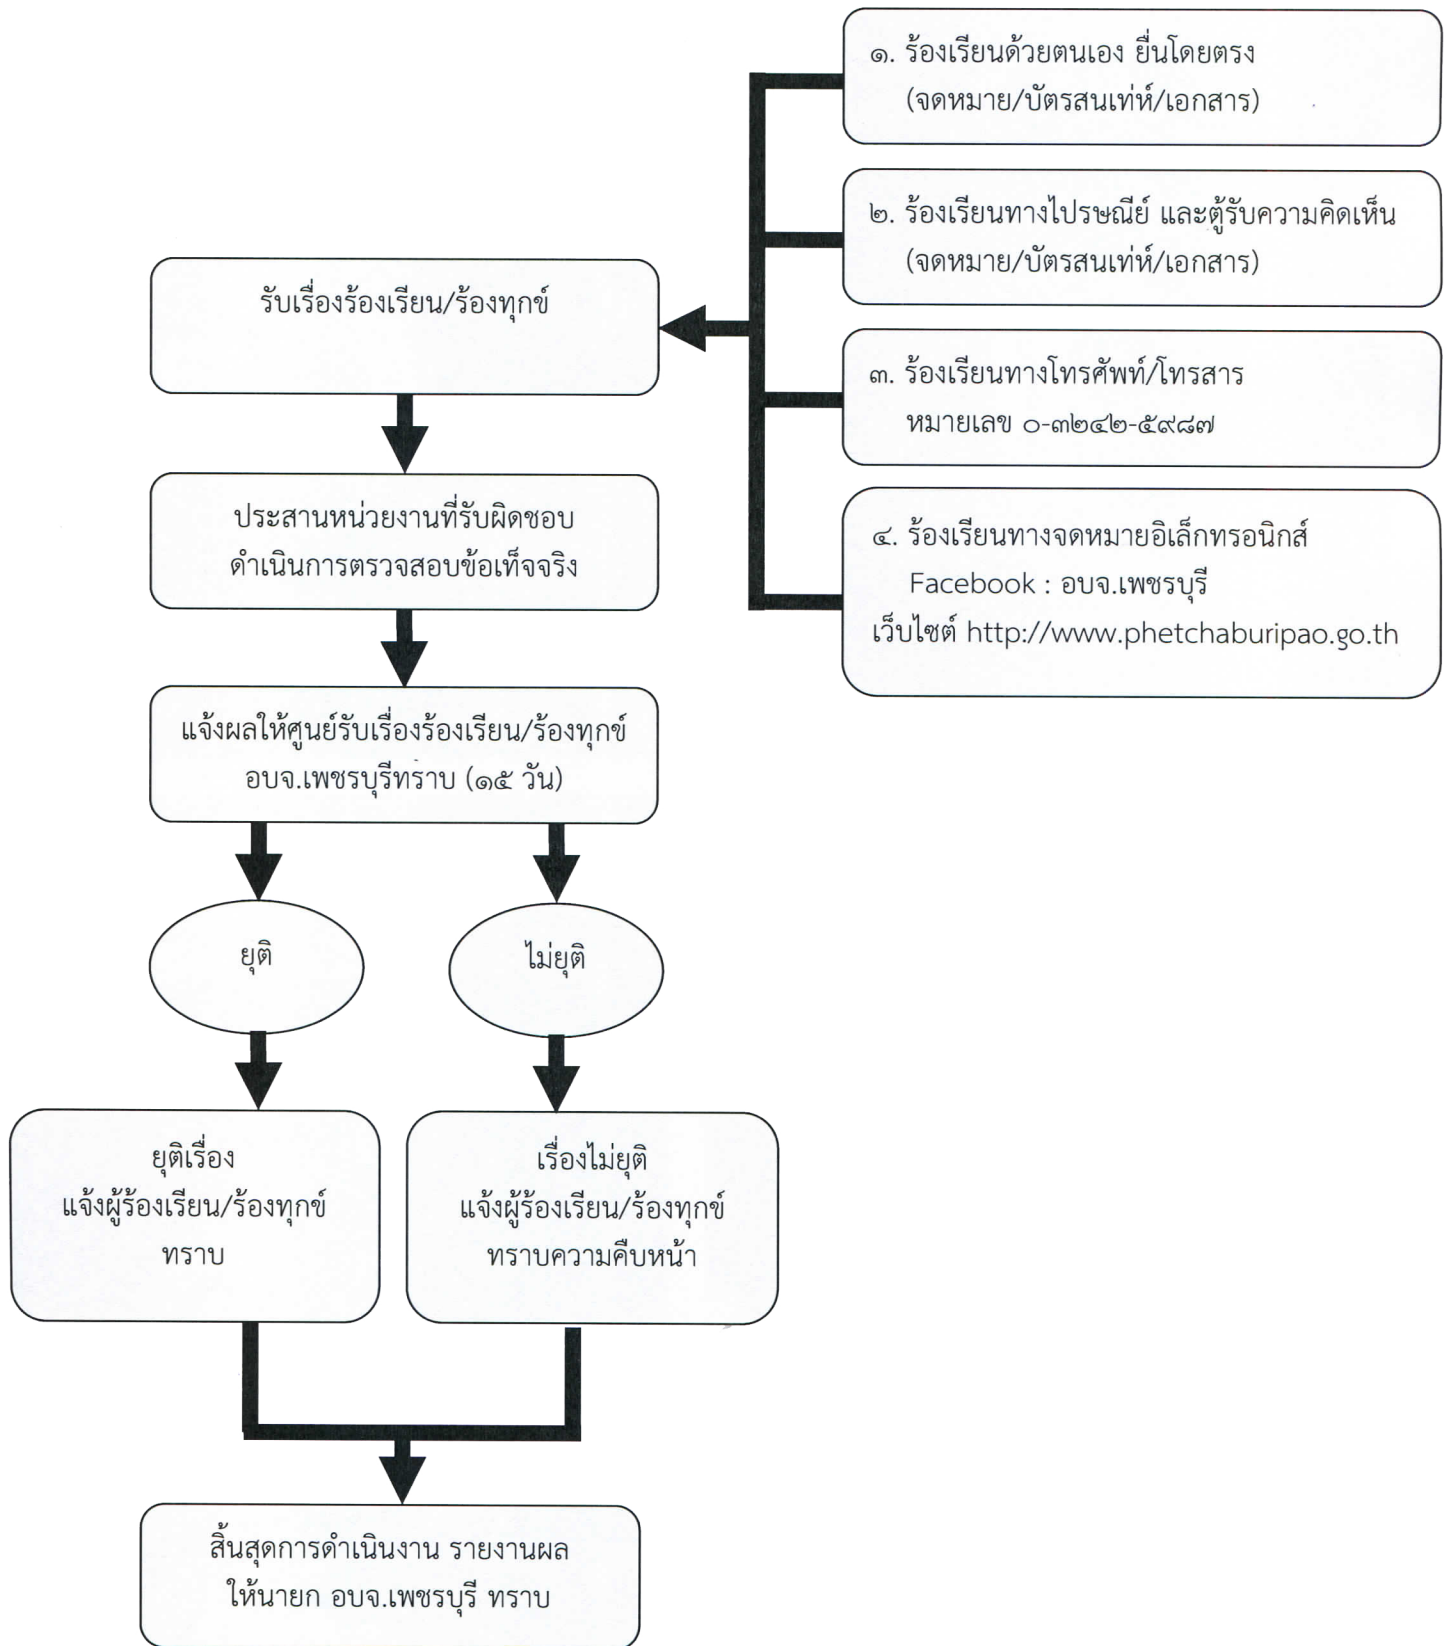 ๑. ร้องเรียนด้วยตนเอง ยื่นโดยตรง
(จดหมาย/บัตรสนเท่ห์/เอกสาร)
๒. ร้องเรียนทางไปรษณีย์ และตู้รับความคิดเห็น
(จดหมาย/บัตรสนเท่ห์/เอกสาร)
๓. ร้องเรียนทางโทรศัพท์/โทรสาร
หมายเลข ๐-๓๒๔๒-๕๙๘๗
๔. ร้องเรียนทางจดหมายอิเล็กทรอนิกส์
Facebook : อบจ.เพชรบุรี
เว็บไซต์ http://www.phetchaburipao.go.th
รับเรื่องร้องเรียน/ร้องทุกข์
ประสานหน่วยงานที่รับผิดชอบ
ดำเนินการตรวจสอบข้อเท็จจริง
แจ้งผลให้ศูนย์รับเรื่องร้องเรียน/ร้องทุกข์
อบจ.เพชรบุรีทราบ (๑๕ วัน)
ยุติ
ไม่ยุติ
ยุติเรื่อง
แจ้งผู้ร้องเรียน/ร้องทุกข์
ทราบ
เรื่องไม่ยุติ
แจ้งผู้ร้องเรียน/ร้องทุกข์
ทราบความคืบหน้า
สิ้นสุดการดำเนินงาน รายงานผล
ให้นายก อบจ.เพชรบุรี ทราบ